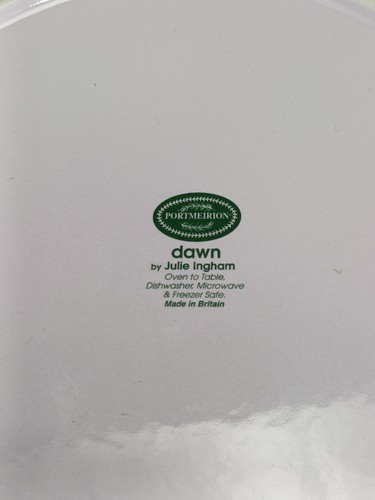 PORTMEIRION
dawn
by Julie Ingham
Oven to Table,
Dishwasher, Microwave
& Freezer Safe.
Made in Britain